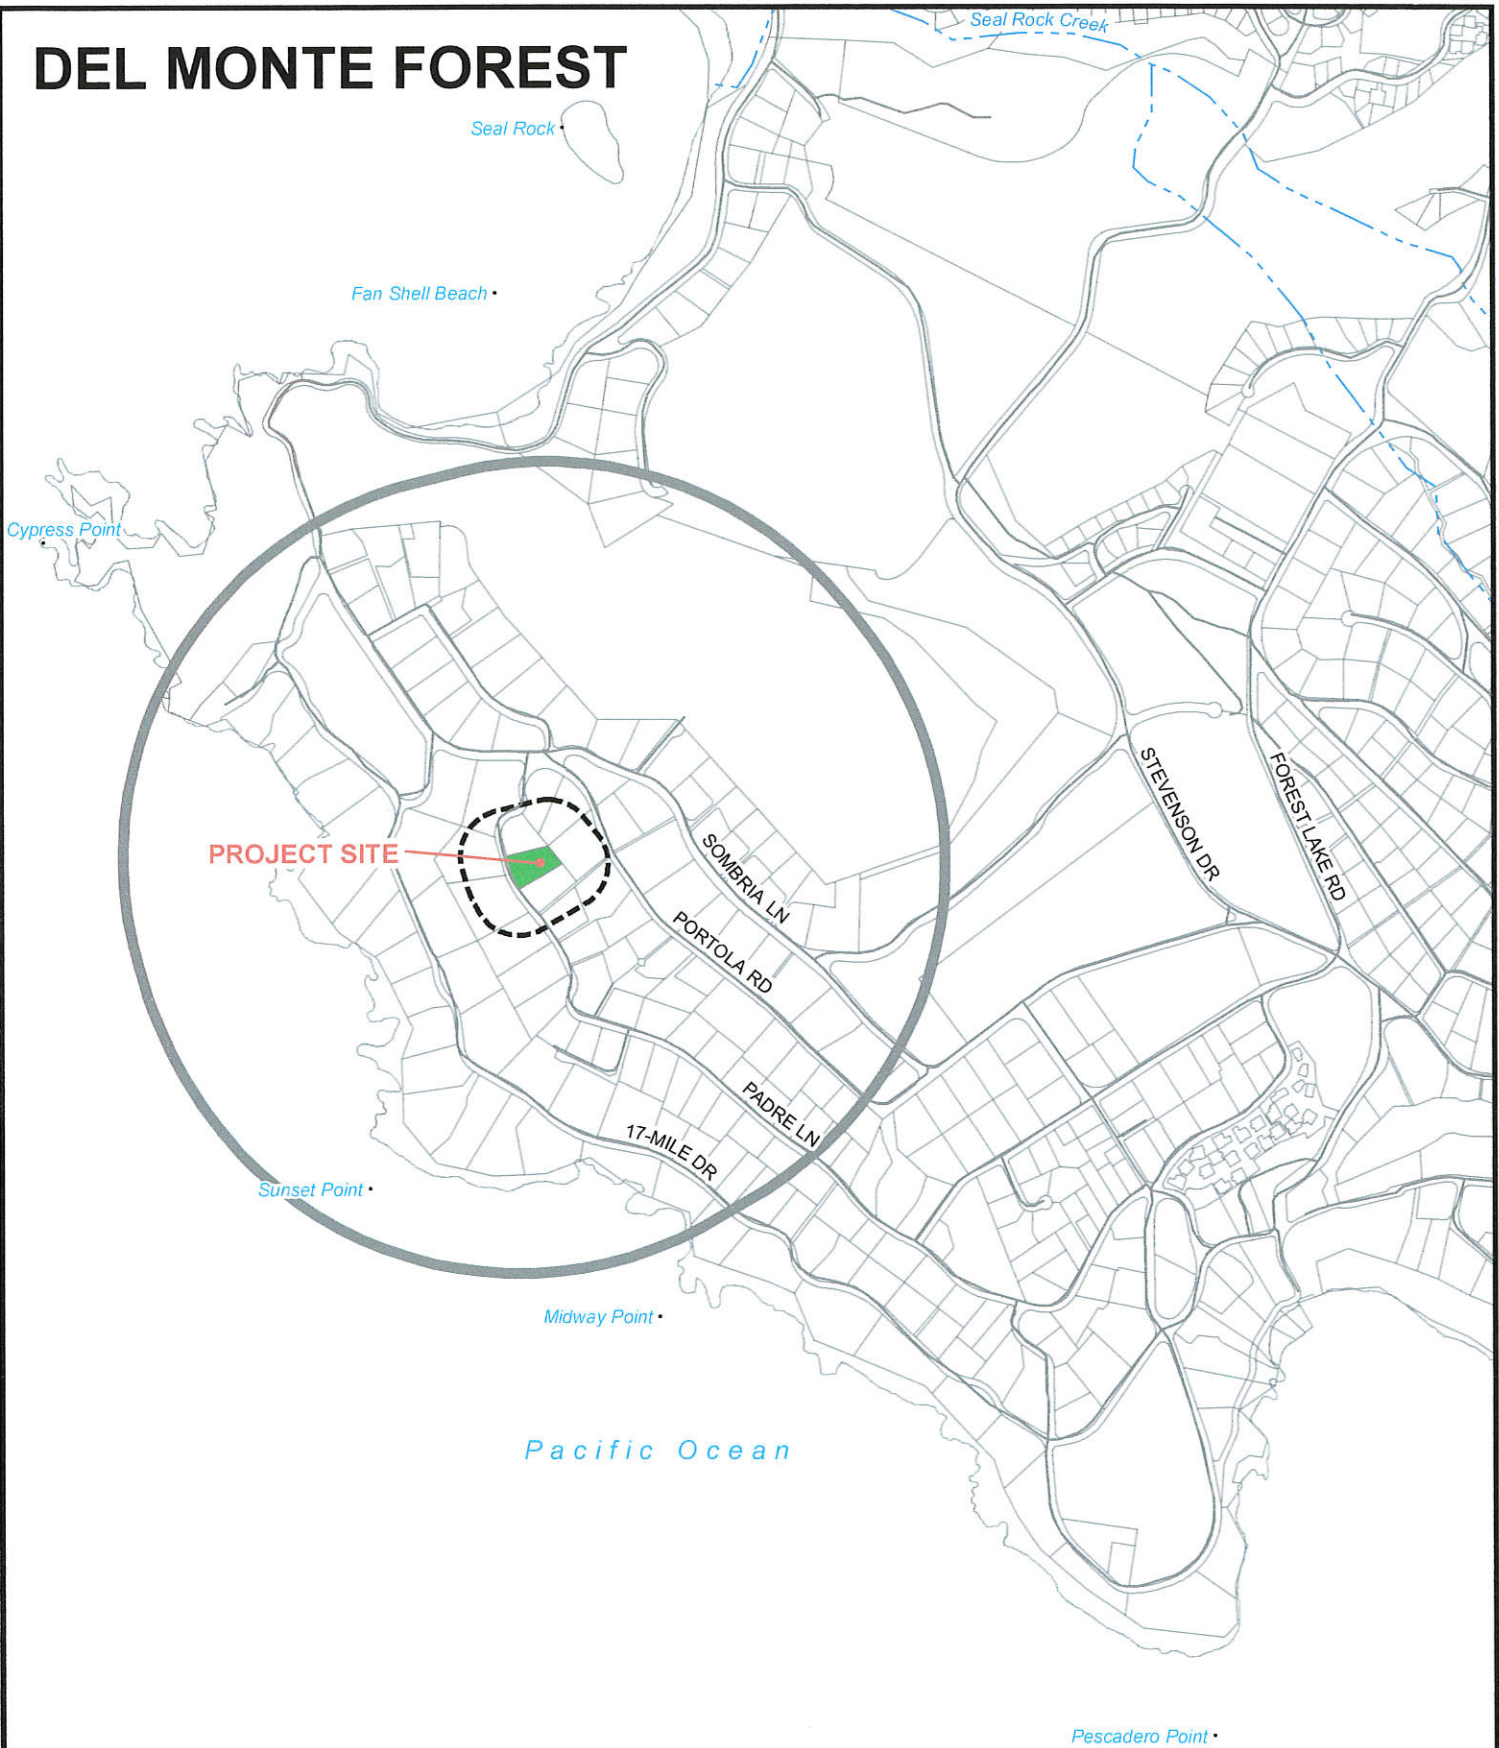 Seal Rock Creek
DEL MONTE FOREST
Seal Rock
Fan Shell Beach
Cypress Point
STEVENSON DR
FOREST LAKE RD
PROJECT SITE
SOMBRIA LN
PORTOLA RD
PADRE LN
17-MILE DR
Sunset Point
Midway Point
Pacific Ocean
Pescadero Point